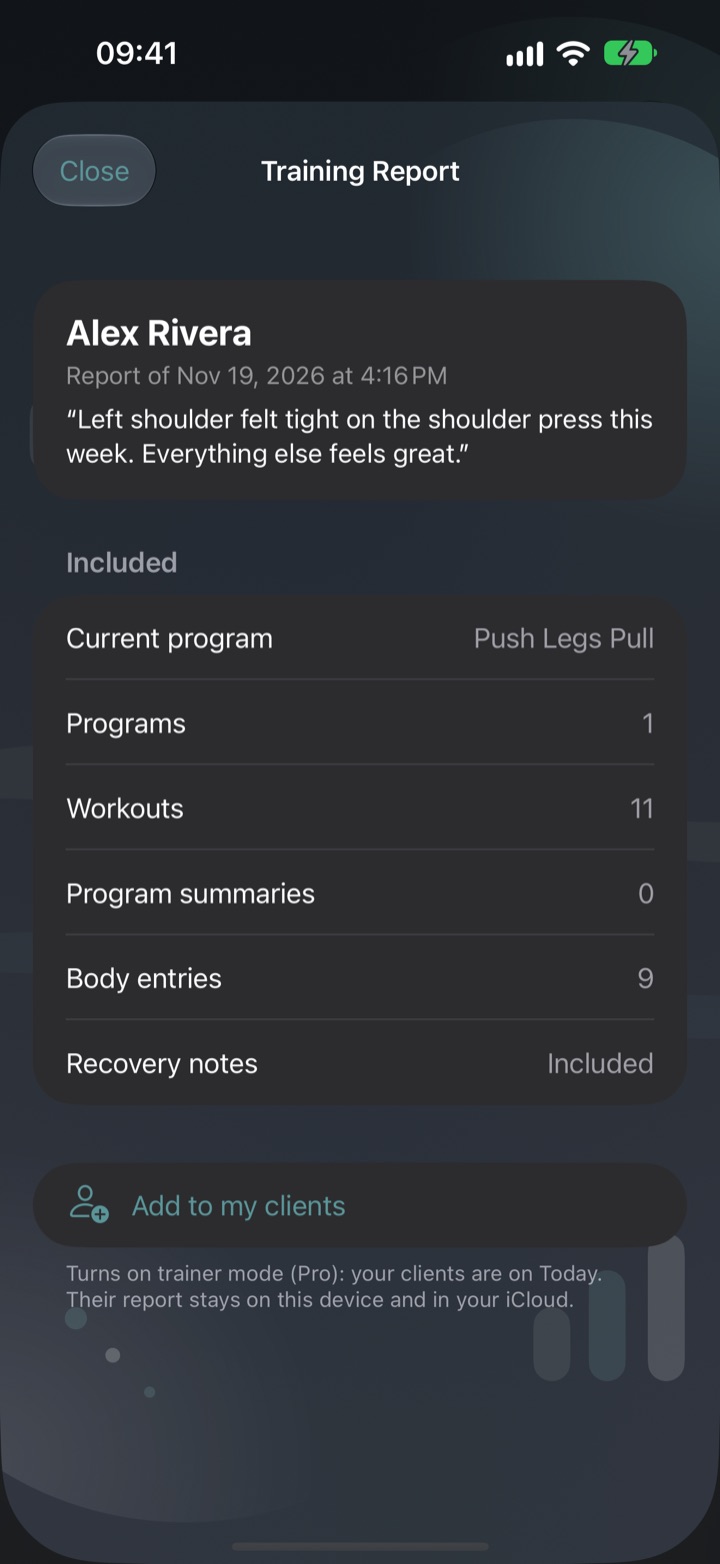 09:41
Close
Training Report
Alex Rivera
Report of Nov 19, 2026 at 4:16 PM
“Left shoulder felt tight on the shoulder press this
week. Everything else feels great.”
Included
Current program Push Legs Pull
Programs 1
Workouts 11
Program summaries 0
Body entries 9
Recovery notes Included
Add to my clients
Turns on trainer mode (Pro): your clients are on Today.
Their report stays on this device and in your iCloud.